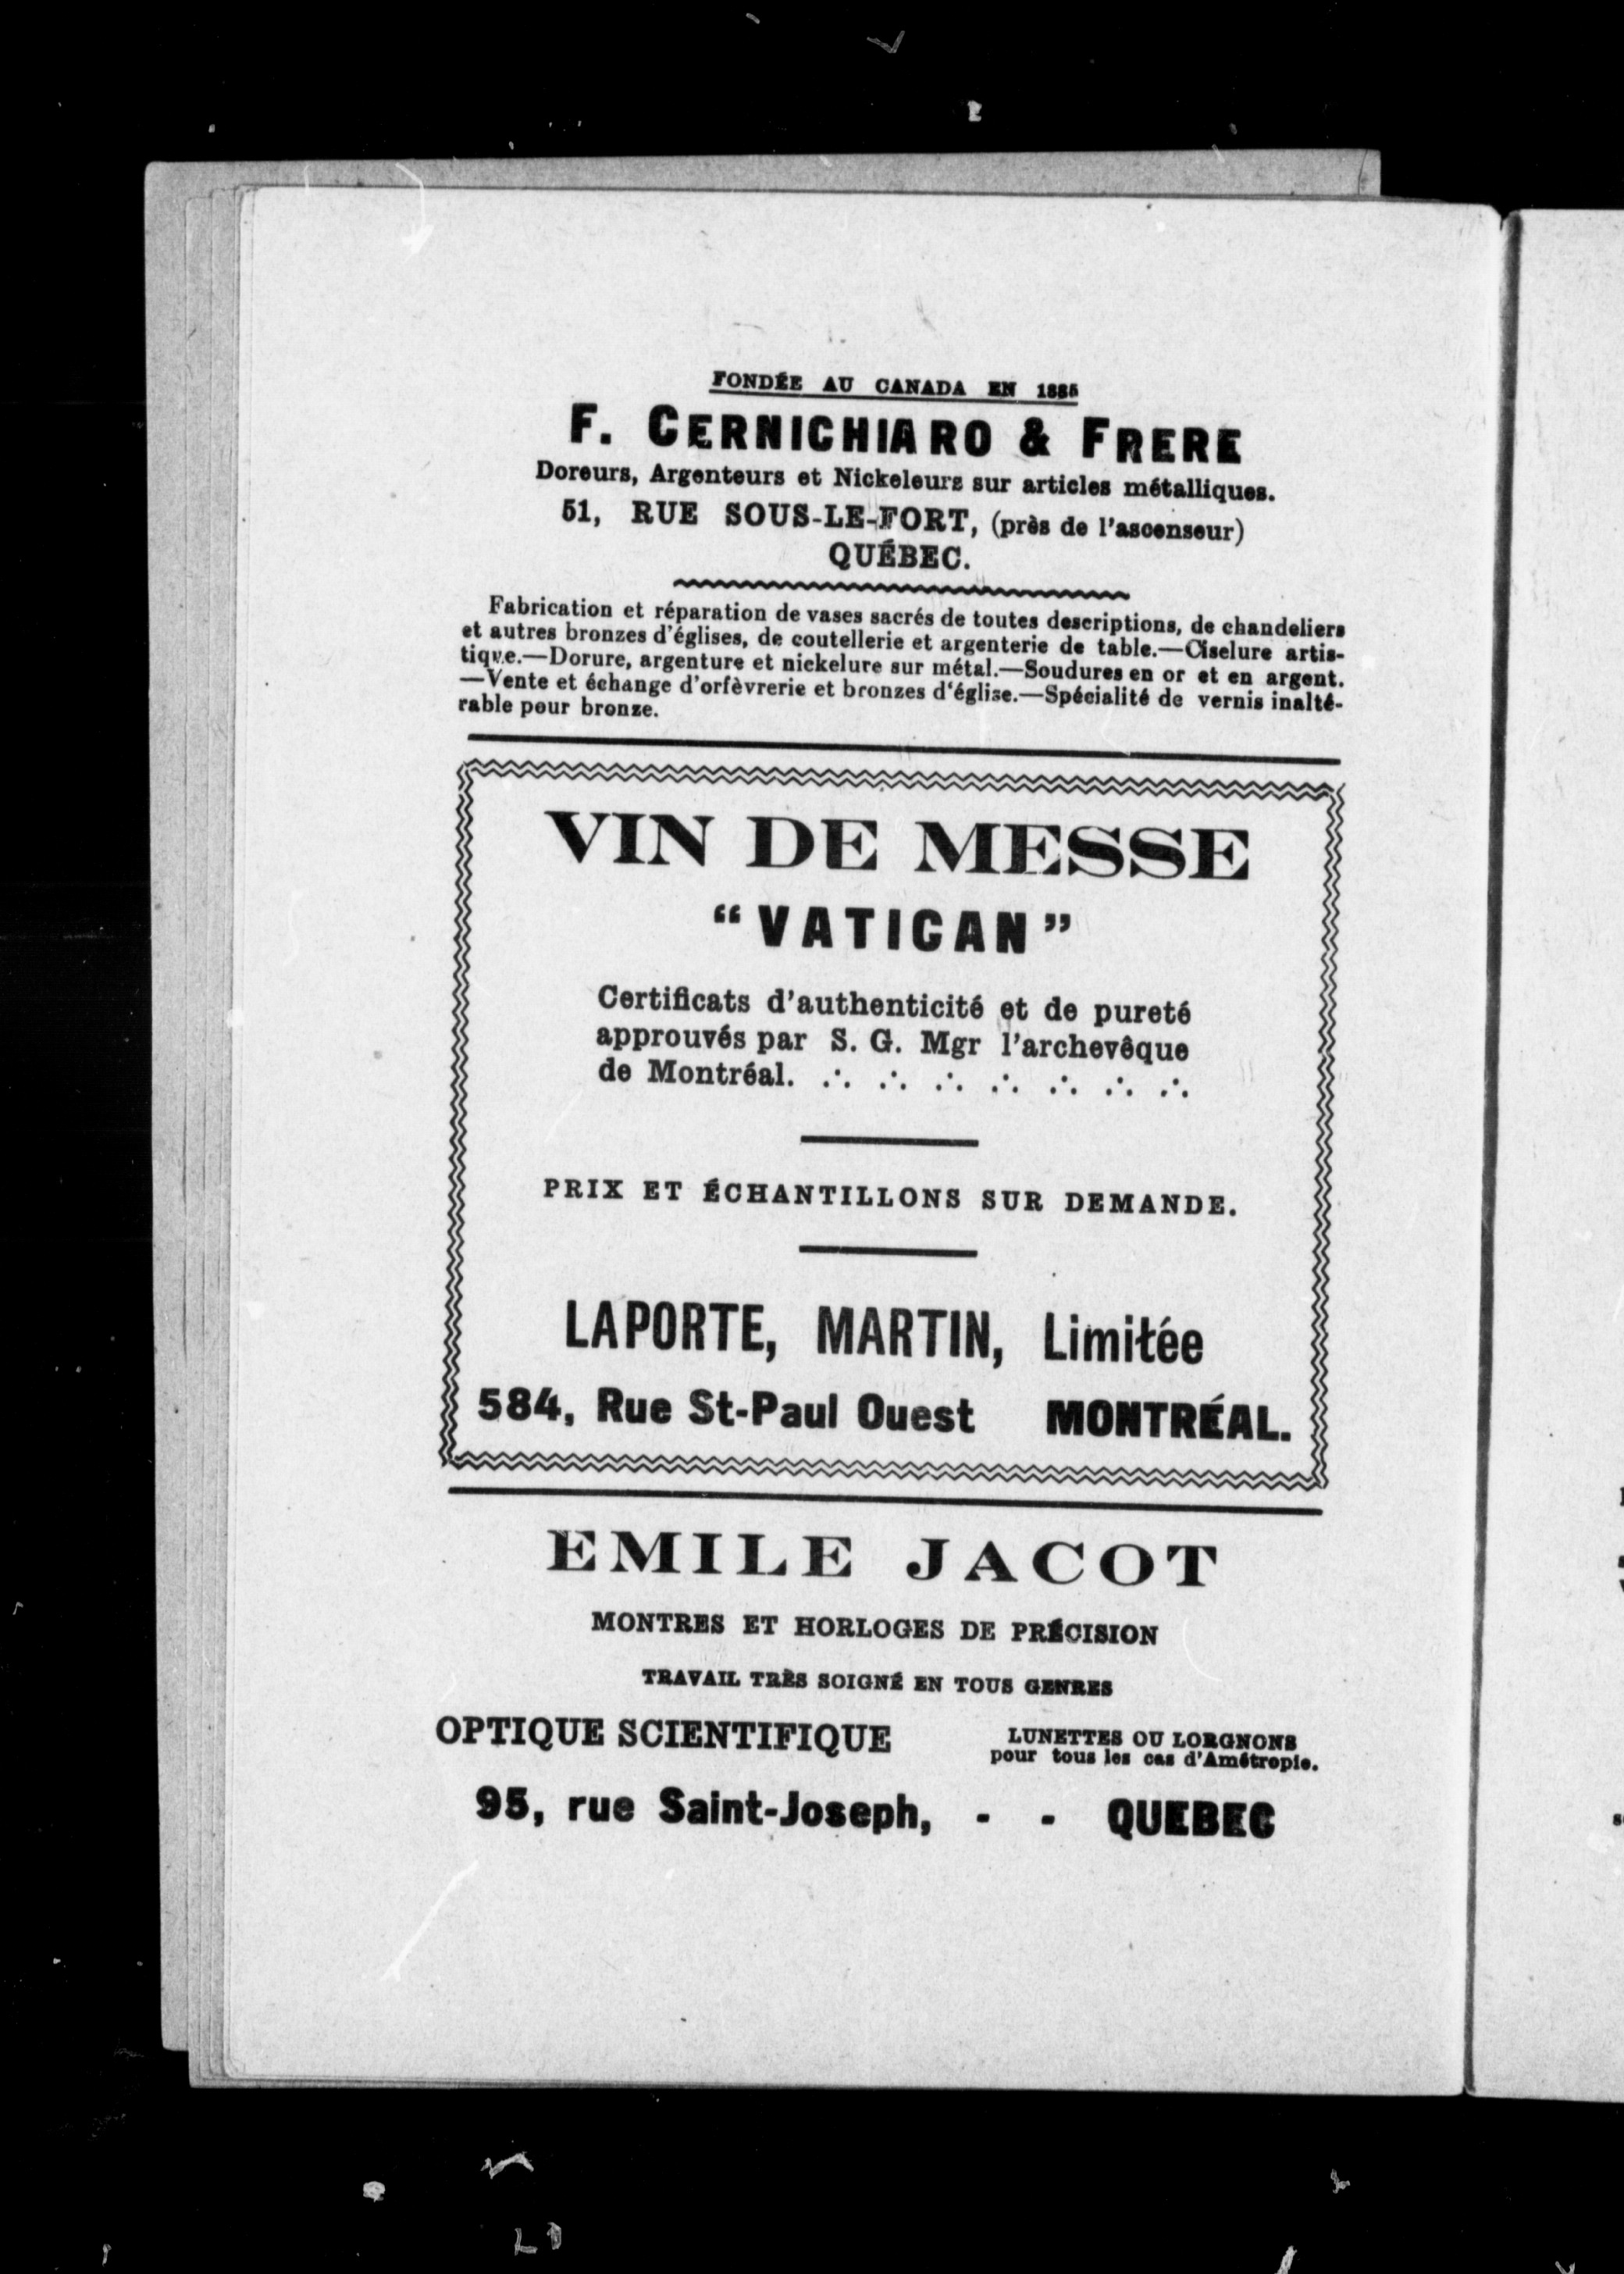 FONDÉE AU CANADA EN 1885
F. CERNICHIARO & FRERE
Doreurs, Argenteurs et Nickeleurs sur articles métalliques.
51, RUE SOUS-LE-FORT, (près de l'ascenseur)
QUÉBEC.
Fabrication et réparation de vases sacrés de toutes descriptions, de chandeliers
et autres bronzes d'églises, de coutellerie et argenterie de table.—Ciselure artis-
tique.—Dorure, argenture et nickelure sur métal.—Soudures en or et en argent.
—Vente et échange d'orfèvrerie et bronzes d'église.—Spécialité de vernis inalté-
rable pour bronze.
VIN DE MESSE
“VATICAN”
Certificats d'authenticité et de pureté
approuvés par S. G. Mgr l'archevêque
de Montréal. ∴ ∴ ∴ ∴ ∴ ∴ ∴
PRIX ET ÉCHANTILLONS SUR DEMANDE.
LAPORTE, MARTIN, Limitée
584, Rue St-Paul Ouest MONTRÉAL.
EMILE JACOT
MONTRES ET HORLOGES DE PRÉCISION
TRAVAIL TRÈS SOIGNÉ EN TOUS GENRES
OPTIQUE SCIENTIFIQUE
LUNETTES OU LORGNONS
pour tous les cas d'Amétropie.
95, rue Saint-Joseph, - - QUEBEC